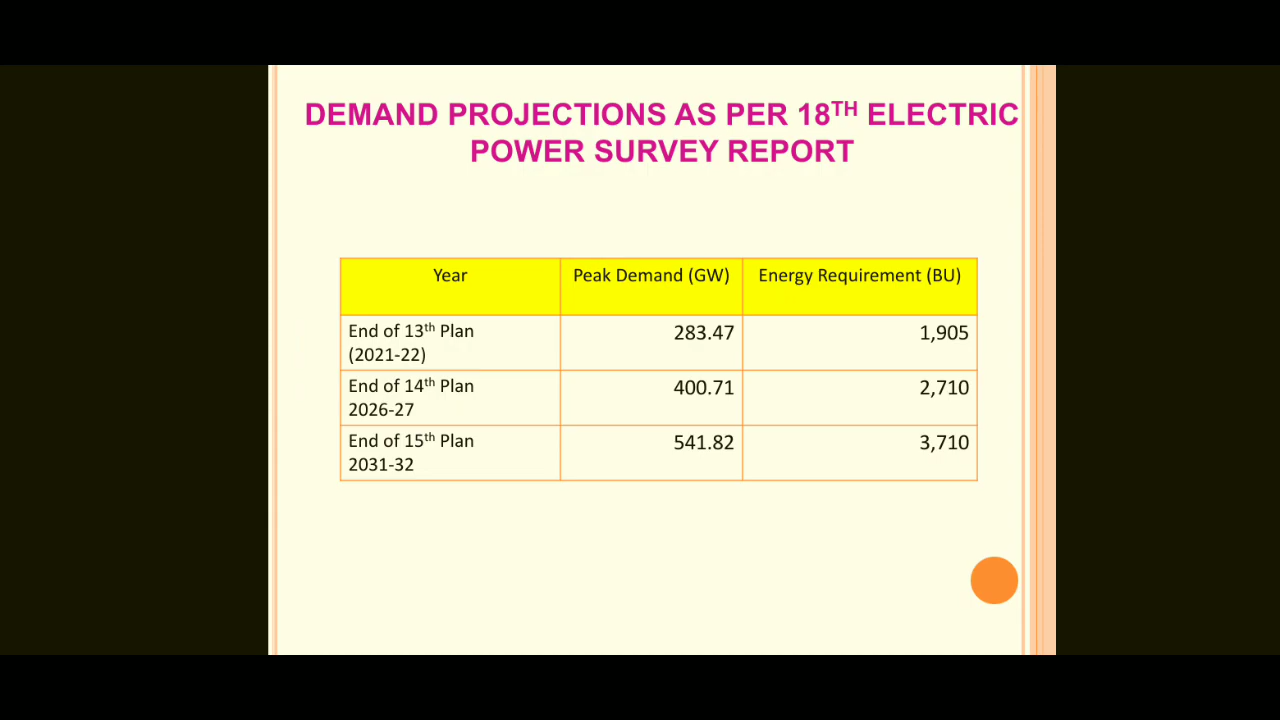 DEMAND PROJECTIONS AS PER 18TH ELECTRIC
POWER SURVEY REPORT
Year Peak Demand (GW) Energy Requirement (BU)
End of 13th Plan 283.47 1,905
(2021-22)
End of 14th Plan 400.71 2,710
2026-27
End of 15th Plan 541.82 3,710
2031-32